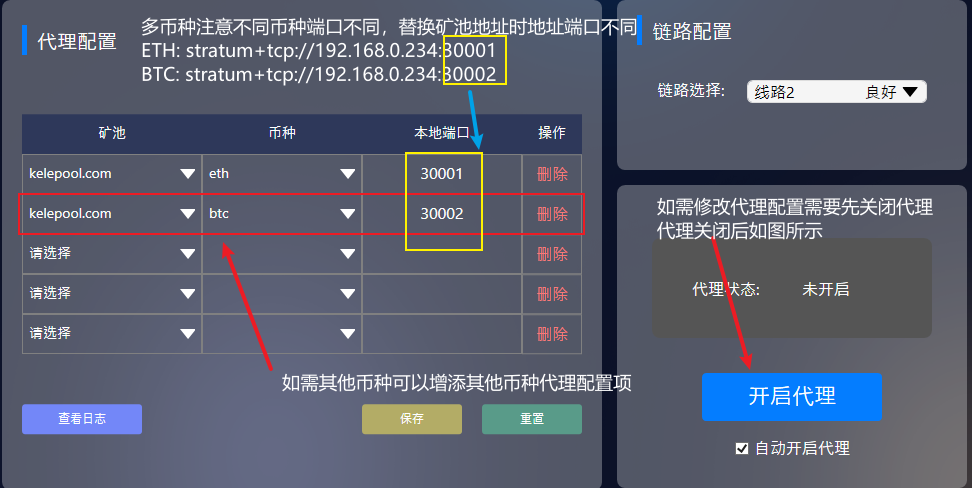 代理配置
多币种注意不同币种端口不同，替换矿池地址时地址端口不同
ETH: stratum+tcp://192.168.0.234:30001
BTC: stratum+tcp://192.168.0.234:30002
矿池 币种 本地端口 操作
kelepool.com eth 30001 删除
kelepool.com btc 30002 删除
请选择 删除
请选择 删除
请选择 删除
如需其他币种可以增添其他币种代理配置项
查看日志 保存 重置
链路配置
链路选择: 线路2 良好
如需修改代理配置需要先关闭代理
代理关闭后如图所示
代理状态: 未开启
开启代理
自动开启代理